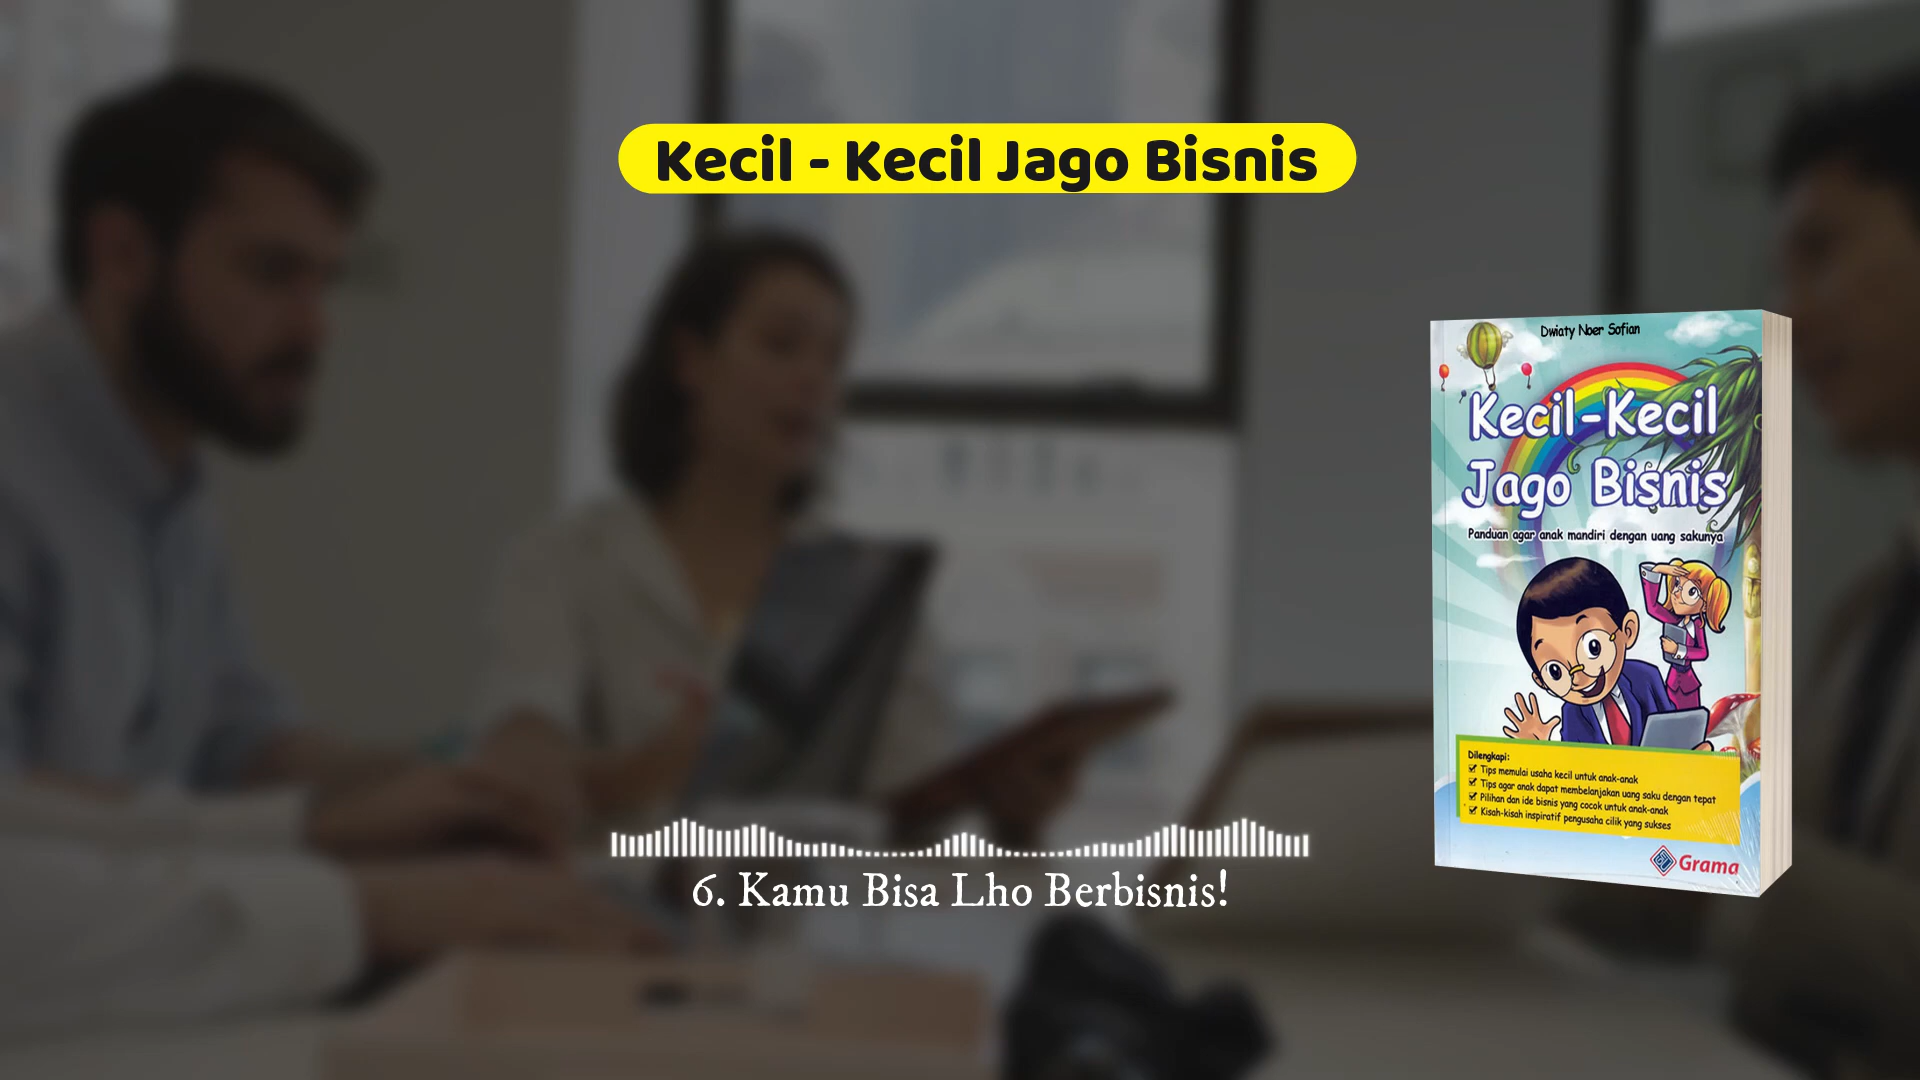 Kecil - Kecil Jago Bisnis
Dwiaty Noer Sofian
Kecil-Kecil
Jago Bisnis
Panduan agar anak mandiri dengan uang sakunya
Dilengkapi:
Tips memulai usaha kecil untuk anak-anak
Tips agar anak dapat membelanjakan uang saku dengan tepat
Pilihan dan ide bisnis yang cocok untuk anak-anak
Kisah-kisah inspiratif pengusaha cilik yang sukses
Grama
6. Kamu Bisa Lho Berbisnis!